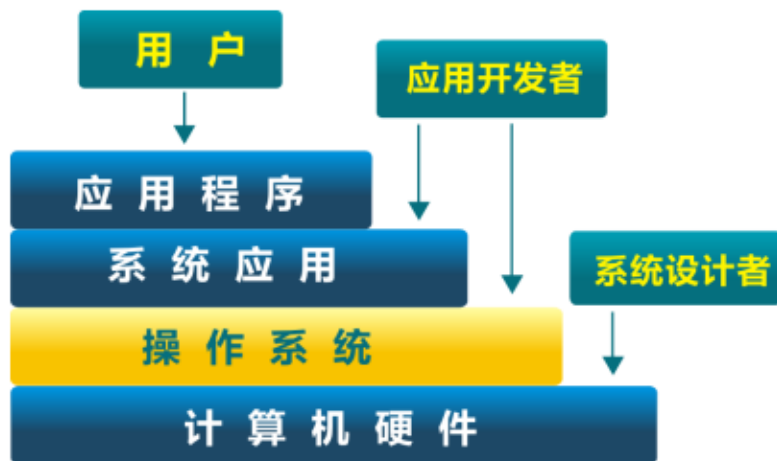 用 户
应用开发者
应 用 程 序
系 统 应 用
系统设计者
操 作 系 统
计 算 机 硬 件